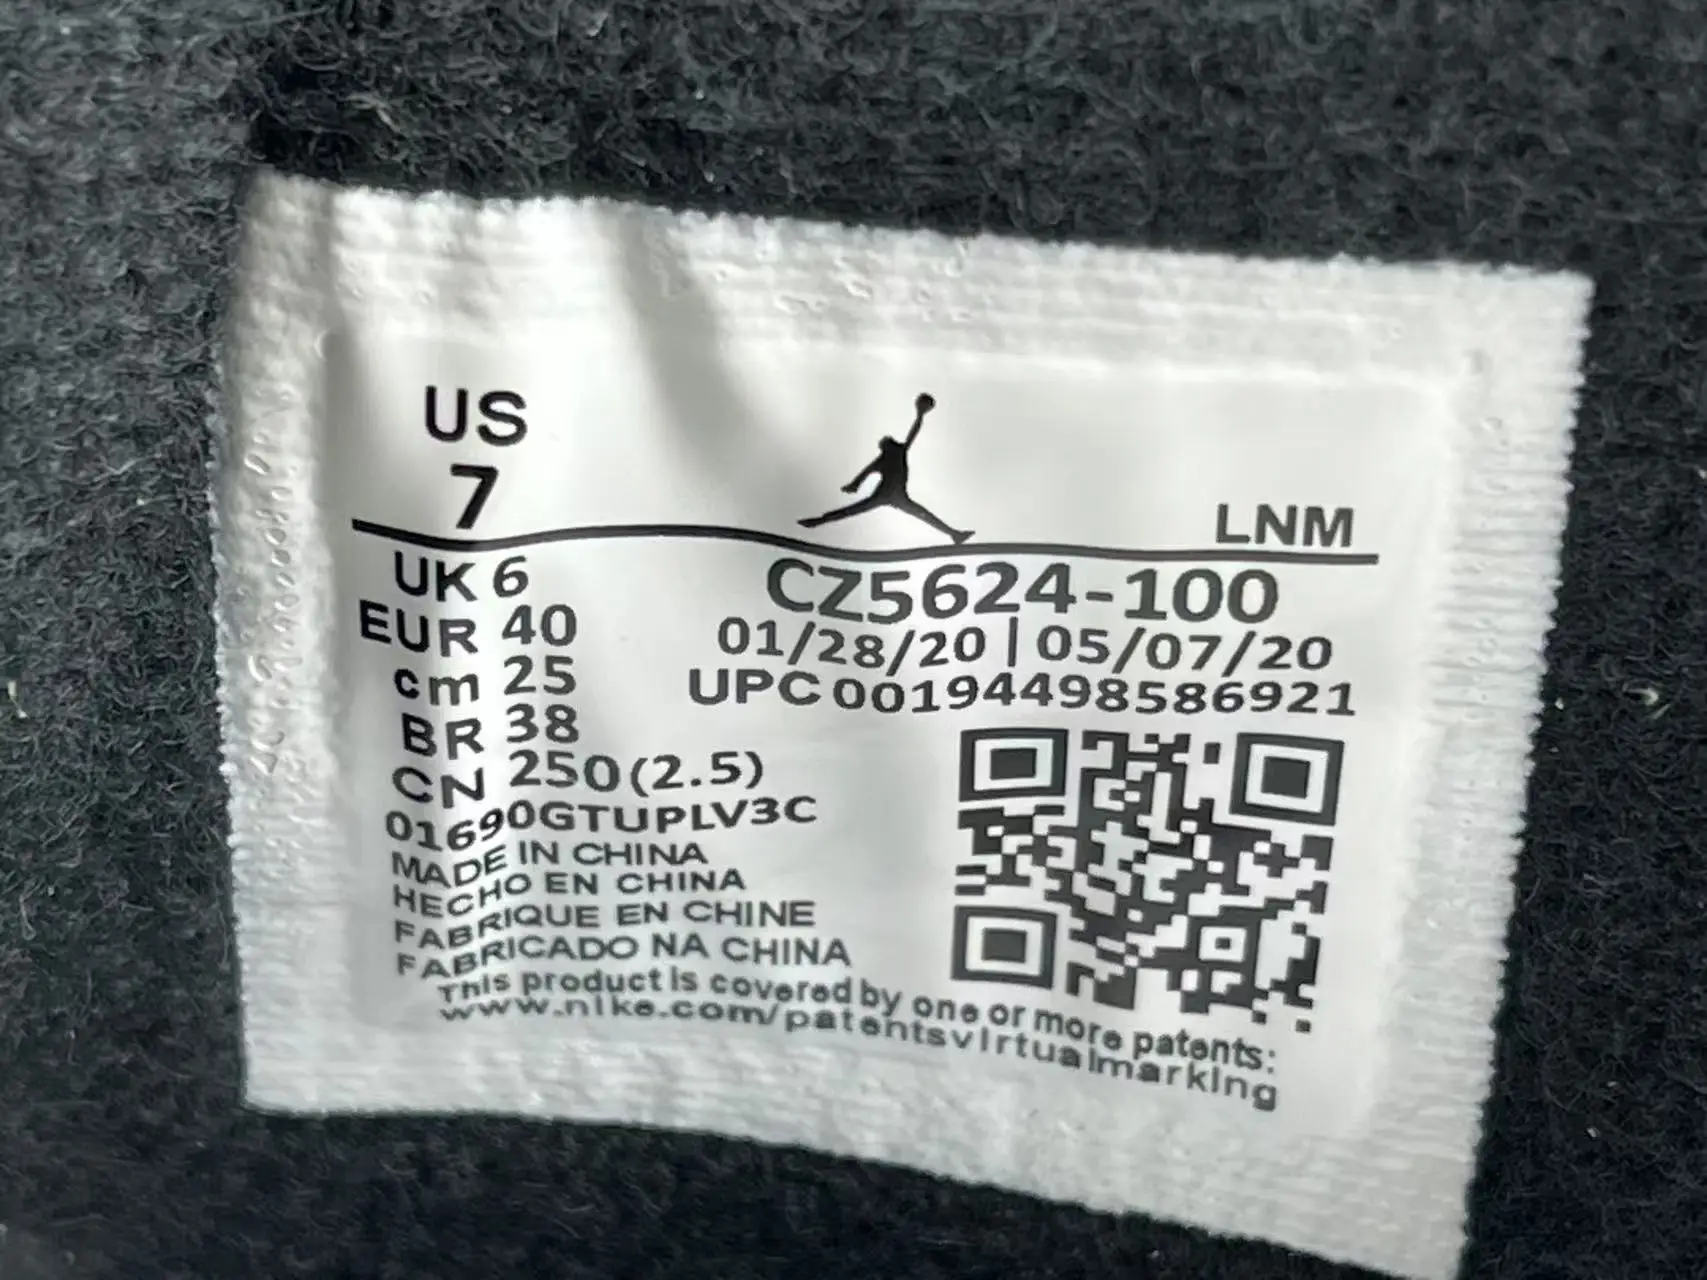 US
7
LNM
UK 6
EUR 40
cm 25
BR 38
CN 250(2.5)
CZ5624-100
01/28/20 | 05/07/20
UPC 00194498586921
01690GTUPLV3C
MADE IN CHINA
HECHO EN CHINA
FABRIQUE EN CHINE
FABRICADO NA CHINA
This product is covered by one or more patents:
www.nike.com/patentsvirtualmarking